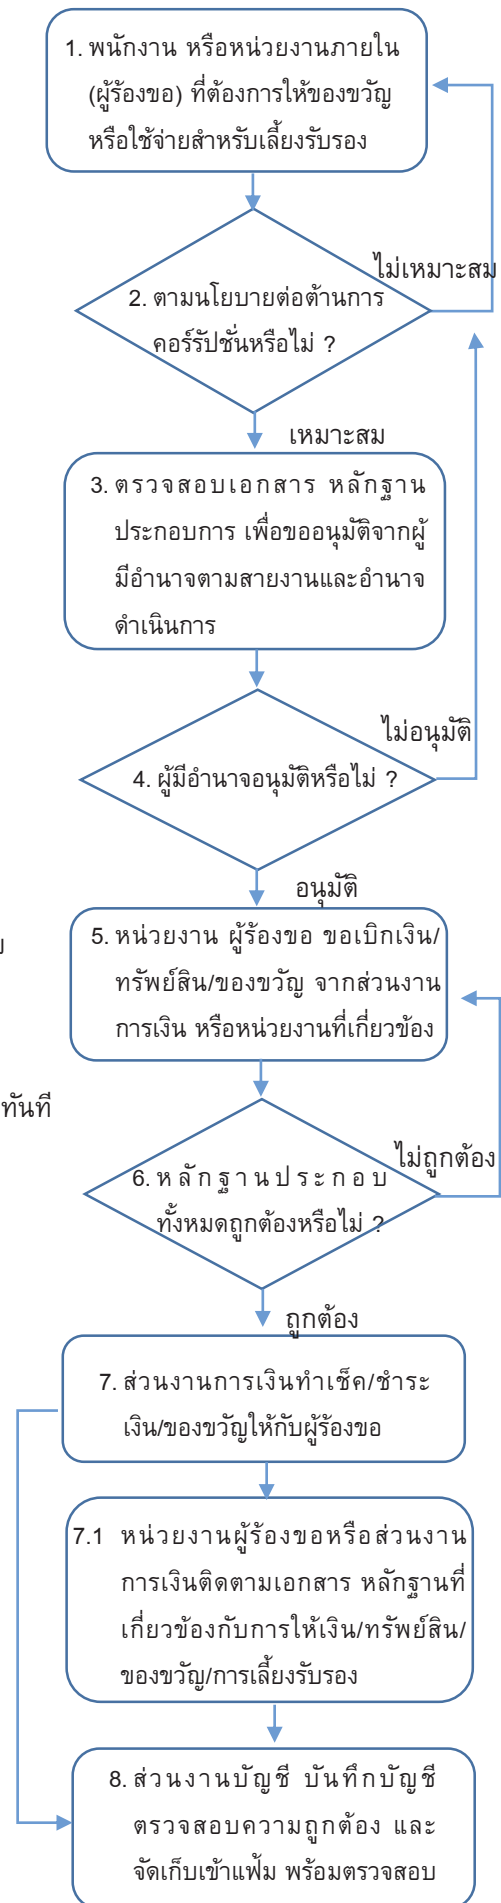 1. พนักงาน หรือหน่วยงานภายใน
(ผู้ร้องขอ) ที่ต้องการให้ของขวัญ
หรือใช้จ่ายสำหรับเลี้ยงรับรอง
ไม่เหมาะสม
2. ตามนโยบายต่อต้านการ
คอร์รัปชั่นหรือไม่ ?
เหมาะสม
3. ตรวจสอบเอกสาร หลักฐาน
ประกอบการ เพื่อขออนุมัติจากผู้
มีอำนาจตามสายงานและอำนาจ
ดำเนินการ
ไม่อนุมัติ
4. ผู้มีอำนาจอนุมัติหรือไม่ ?
อนุมัติ
5. หน่วยงาน ผู้ร้องขอ ขอเบิกเงิน/
ทรัพย์สิน/ของขวัญ จากส่วนงาน
การเงิน หรือหน่วยงานที่เกี่ยวข้อง
ทันที
ไม่ถูกต้อง
6. หลักฐานประกอบ
ทั้งหมดถูกต้องหรือไม่ ?
ถูกต้อง
7. ส่วนงานการเงินทำเช็ค/ชำระ
เงิน/ของขวัญให้กับผู้ร้องขอ
7.1 หน่วยงานผู้ร้องขอหรือส่วนงาน
การเงินติดตามเอกสาร หลักฐานที่
เกี่ยวข้องกับการให้เงิน/ทรัพย์สิน/
ของขวัญ/การเลี้ยงรับรอง
8. ส่วนงานบัญชี บันทึกบัญชี
ตรวจสอบความถูกต้อง และ
จัดเก็บเข้าแฟ้ม พร้อมตรวจสอบ